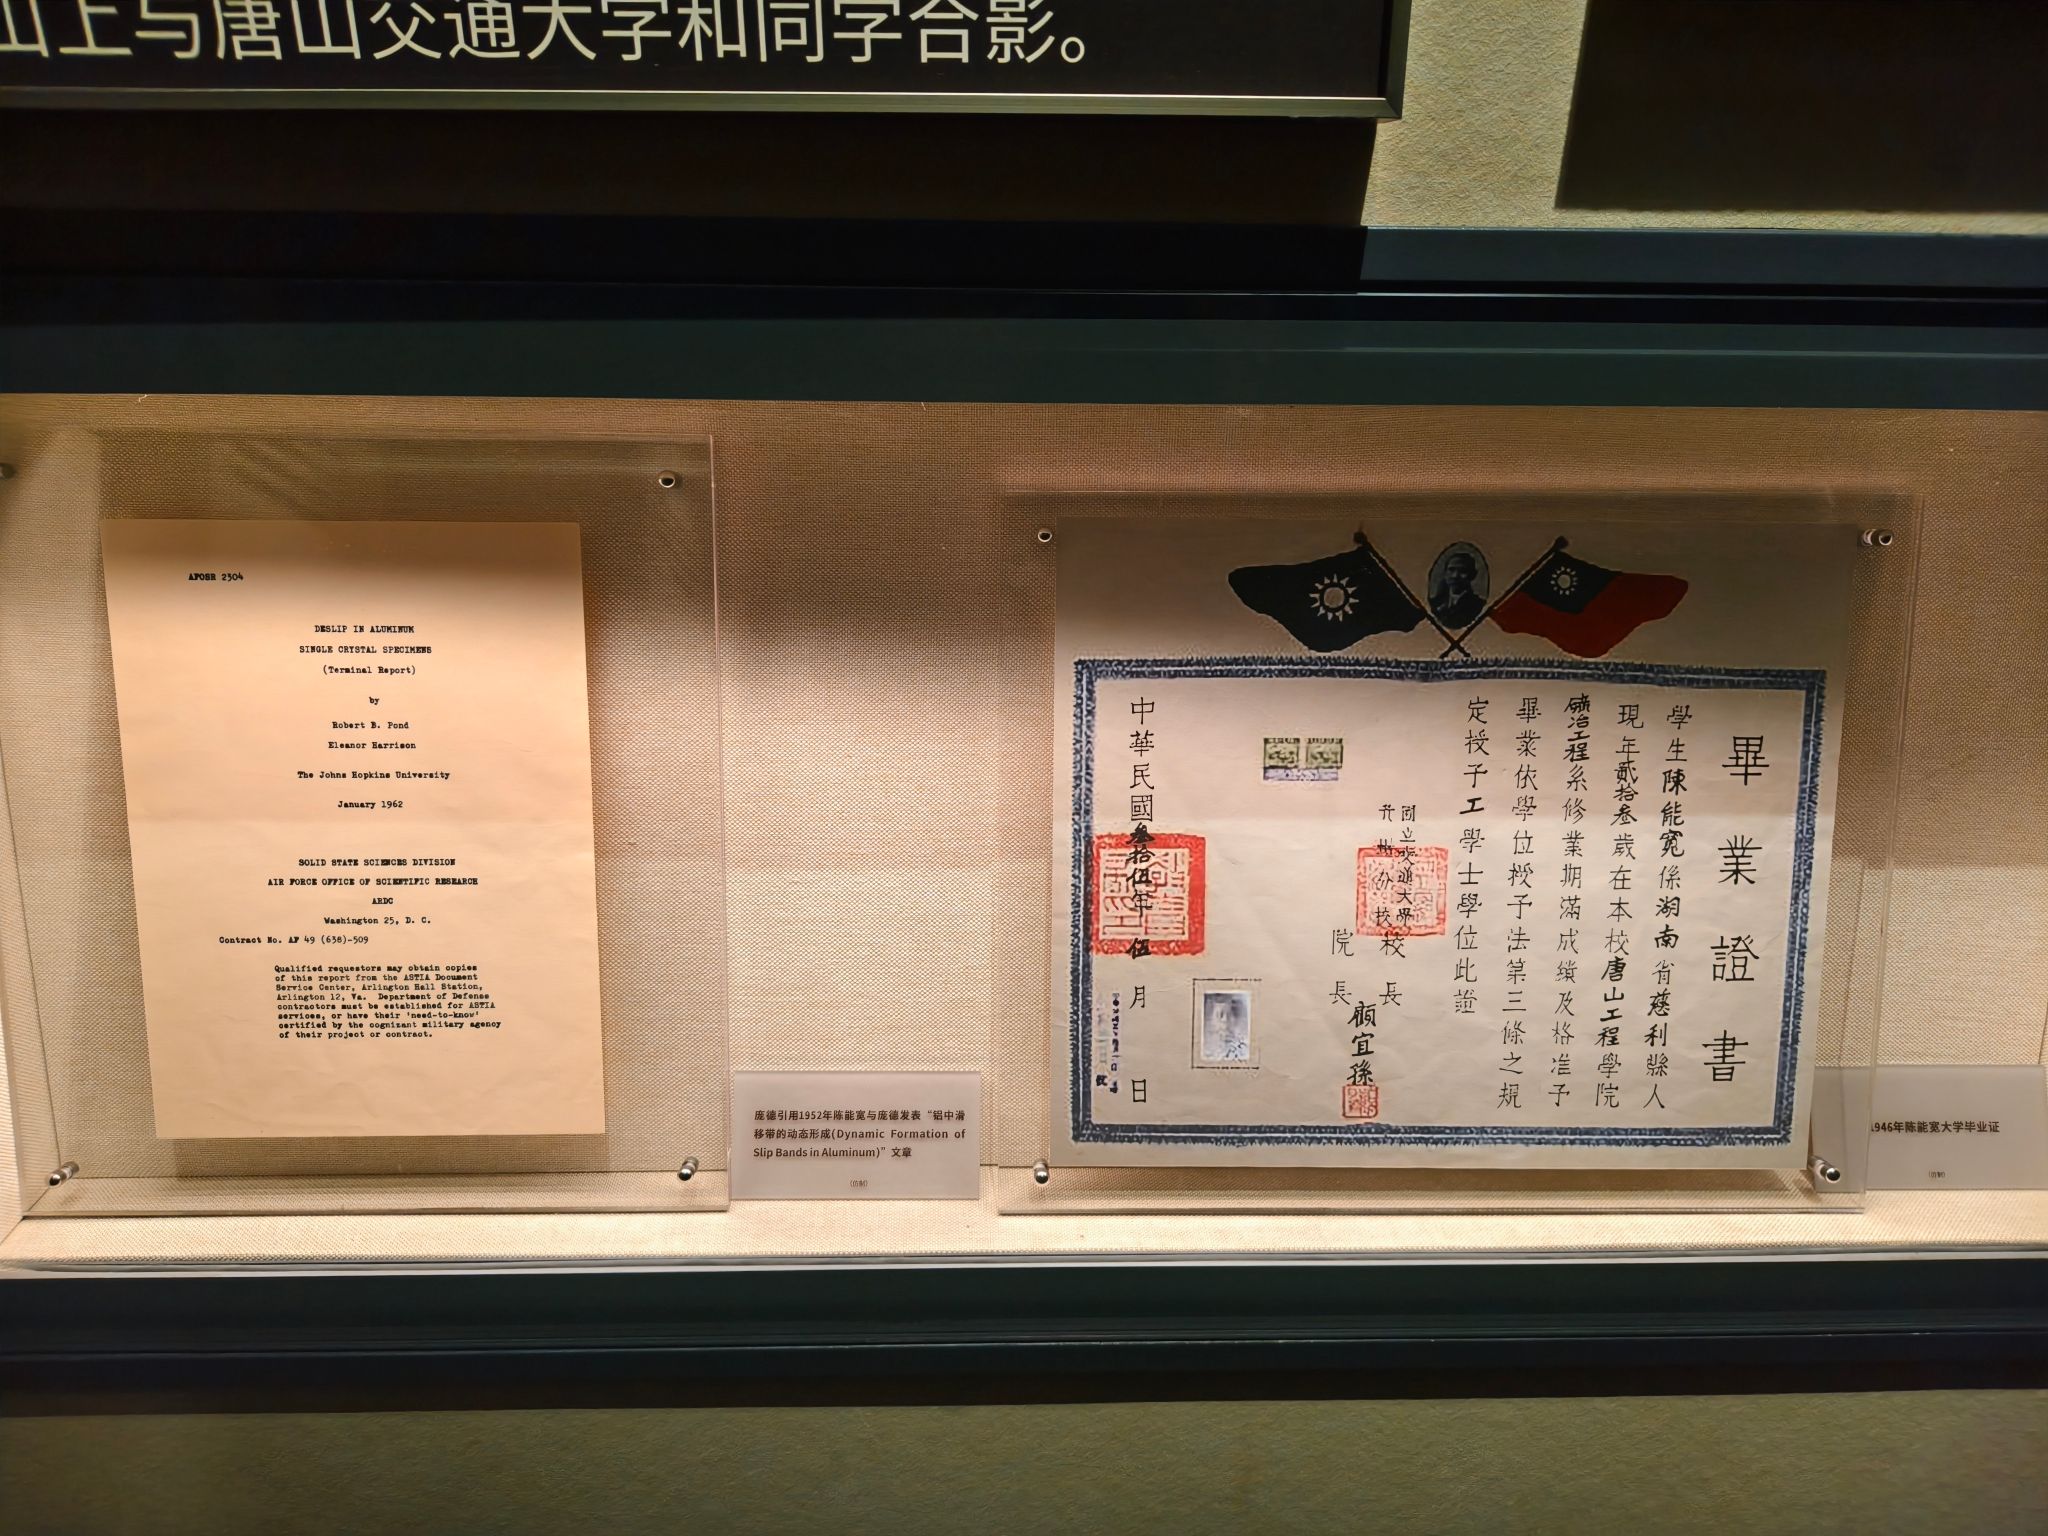 山上与唐山交通大学和同学合影。
AFOSR 2304
DESLIP IN ALUMINUM
SINGLE CRYSTAL SPECIMENS
(Terminal Report)
by
Robert B. Pond
Eleanor Harrison
The Johns Hopkins University
January 1962
SOLID STATE SCIENCES DIVISION
AIR FORCE OFFICE OF SCIENTIFIC RESEARCH
ARDC
Washington 25, D. C.
Contract No. AF 49 (638)-509
Qualified requestors may obtain copies
of this report from the ASTIA Document
Service Center, Arlington Hall Station,
Arlington 12, Va. Department of Defense
contractors must be established for ASTIA
services, or have their 'need-to-know'
certified by the cognizant military agency
of their project or contract.
庞德引用1952年陈能宽与庞德发表“铝中滑
移带的动态形成(Dynamic Formation of
Slip Bands in Aluminum)”文章
(仿制)
畢業證書
學生陳能寬係湖南省慈利縣人
現年貳拾叁歲在本校唐山工程學院
礦冶工程系修業期滿成績及格准予
畢業依學位授予法第三條之規
定授予工學士學位此證
國立交通大學
分校
校長
院長
顧宜孫
中華民國叁拾伍年伍月 日
1946年陈能宽大学毕业证
(仿制)